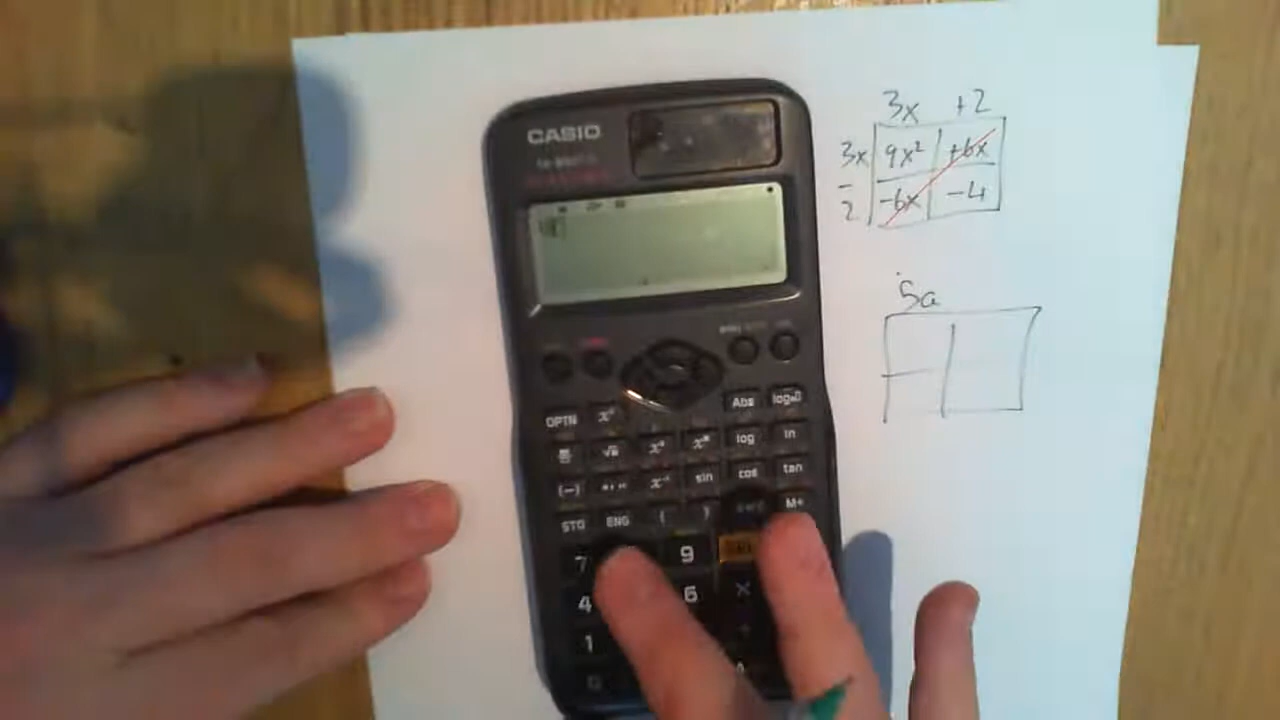 CASIO
3x +2
3x 9x² +6x
- 2 -6x -4
5a
Abs
OPTN
log ln
(-) sin cos tan
STO ENG ( ) M+
7 9 DEL
4 6 ×
1